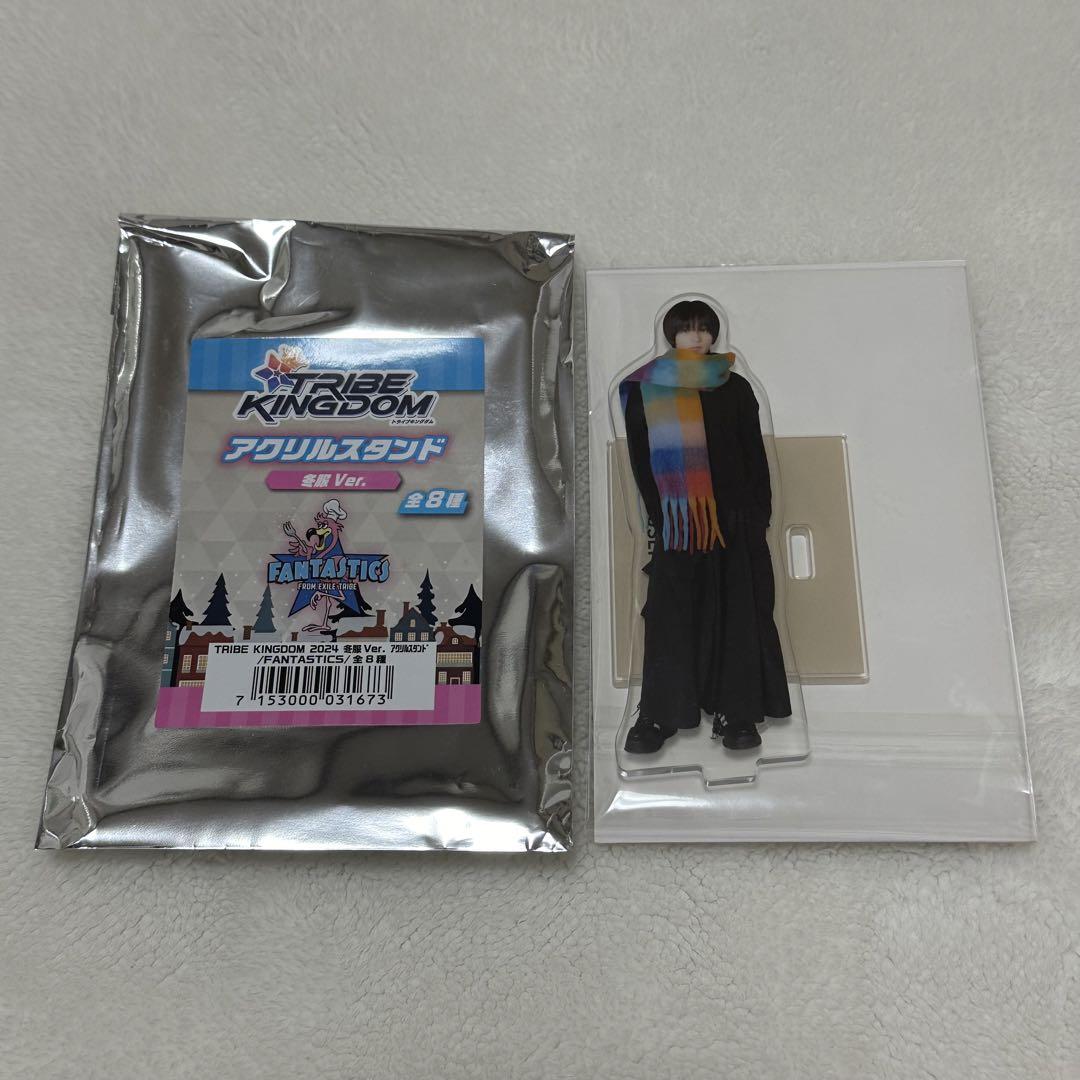 TRIBE
KINGDOM
トライブキングダム
アクリルスタンド
冬服 Ver.
全8種
FANTASTICS
FROM EXILE TRIBE
TRIBE KINGDOM 2024 冬服 Ver. ｱｸﾘﾙｽﾀﾝﾄﾞ
/FANTASTICS/全8種
7 153000 031673